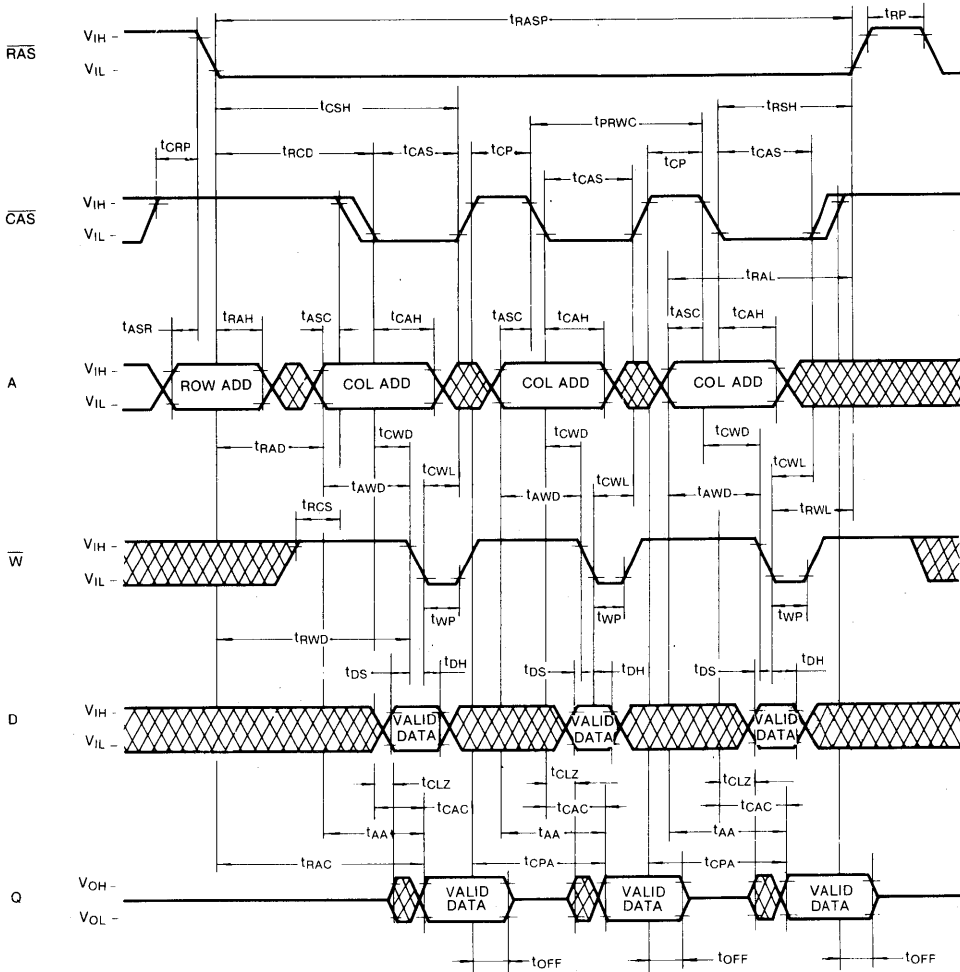 tRASP
tRP
RAS
VIH
VIL
tCSH
tRSH
tPRWC
tCRP
tRCD
tCAS
tCP
tCAS
tCP
tCAS
CAS
VIH
VIL
tRAL
tASR
tRAH
tASC
tCAH
tASC
tCAH
tASC
tCAH
A
VIH
VIL
ROW ADD
COL ADD
COL ADD
COL ADD
tRAD
tCWD
tCWD
tCWD
tCWL
tCWL
tCWL
tAWD
tAWD
tAWD
tRCS
tRWL
W
VIH
VIL
tWP
tWP
tWP
tRWD
tDS
tDH
tDS
tDH
tDS
tDH
D
VIH
VIL
VALID DATA
VALID DATA
VALID DATA
tCLZ
tCLZ
tCLZ
tCAC
tCAC
tCAC
tAA
tAA
tAA
tRAC
tCPA
tCPA
Q
VOH
VOL
VALID DATA
VALID DATA
VALID DATA
tOFF
tOFF
tOFF